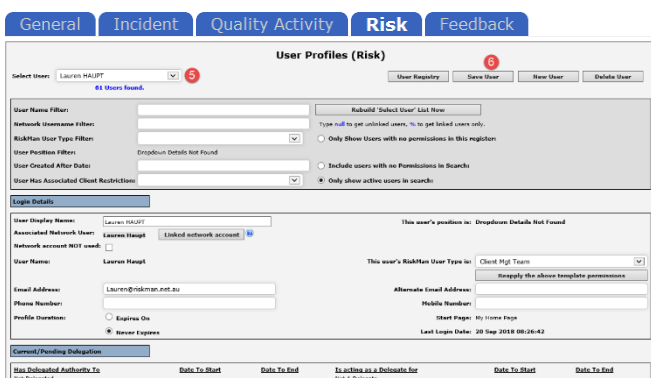 General Incident Quality Activity Risk Feedback
User Profiles (Risk)
6
Select User: Lauren HAUPT 5 User Registry Save User New User Delete User
81 Users found.
User Name Filter: Rebuild 'Select User' List Now
Network Username Filter: Type null to get unlinked users, % to get linked users only.
RiskMan User Type Filter: Only Show Users with no permissions in this register:
User Position Filter: Dropdown Details Not Found
User Created After Date: Include users with no Permissions in Search:
User Has Associated Client Restriction: Only show active users in search:
Login Details
User Display Name: Lauren HAUPT This user's position is: Dropdown Details Not Found
Associated Network User: Lauren Haupt Linked network account
Network account NOT used:
User Name: Lauren Haupt This user's RiskMan User Type is: Client Mgt Team
Reapply the above template permissions
Email Address: Lauren@riskman.net.au Alternate Email Address:
Phone Number: Mobile Number:
Profile Duration: Expires On Start Page: My Home Page
Never Expires Last Login Date: 20 Sep 2018 08:26:42
Current/Pending Delegation
Has Delegated Authority To Date To Start Date To End Is acting as a Delegate for Date To Start Date To End
Not Delegated Not A Delegate